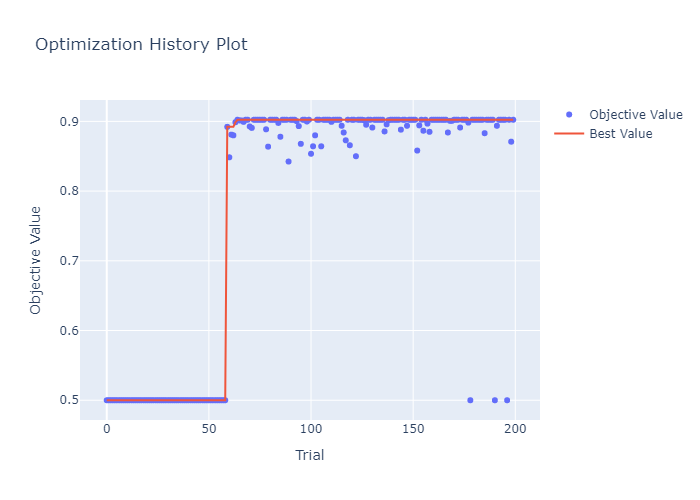 Optimization History Plot
Objective Value
Best Value
0.9
0.8
0.7
0.6
0.5
Objective Value
0
50
100
150
200
Trial